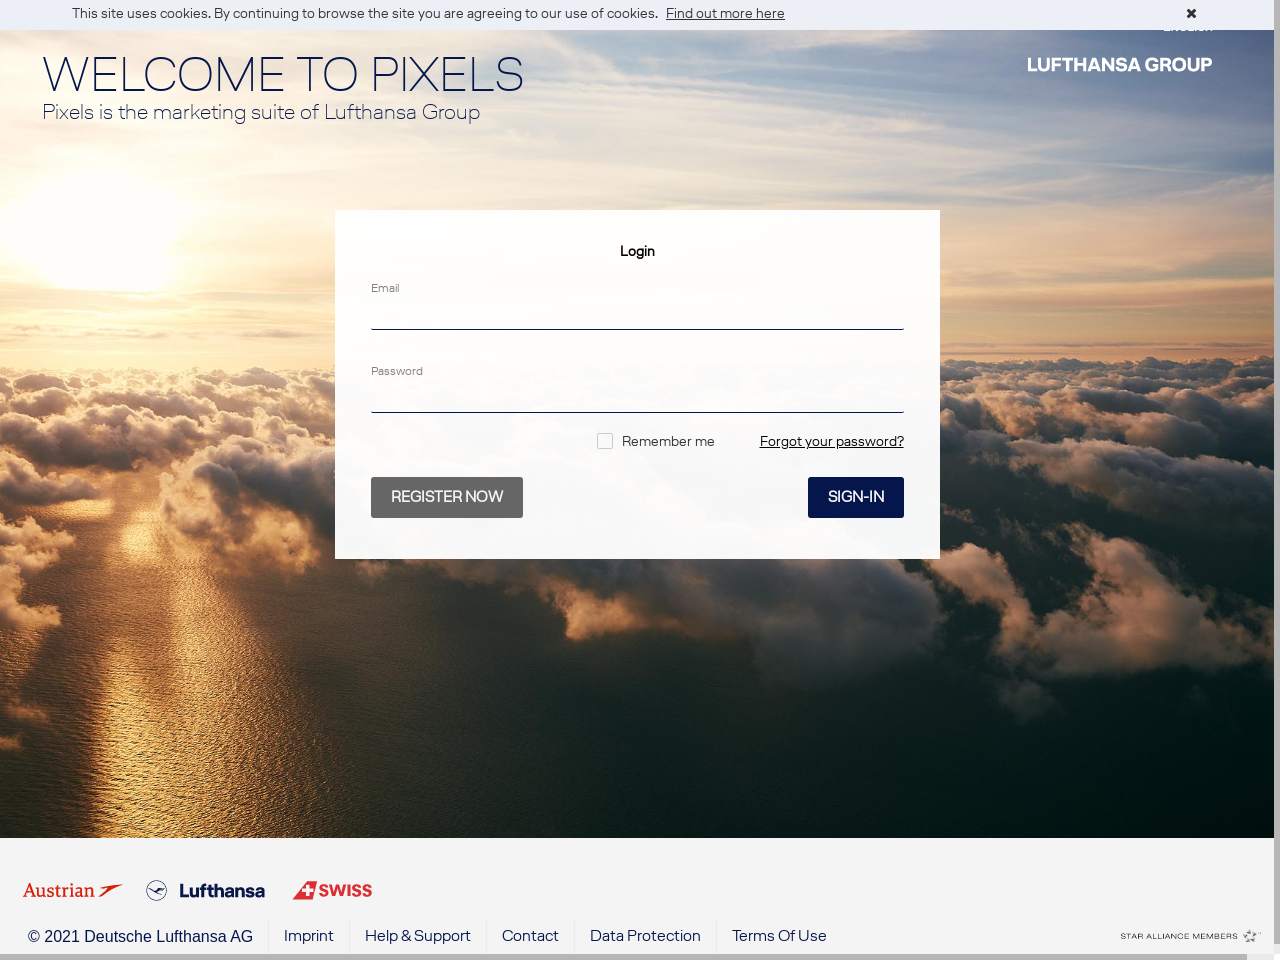 This site uses cookies. By continuing to browse the site you are agreeing to our use of cookies. Find out more here
WELCOME TO PIXELS
LUFTHANSA GROUP
Pixels is the marketing suite of Lufthansa Group
Login
Email
Password
Remember me Forgot your password?
REGISTER NOW SIGN-IN
Austrian Lufthansa SWISS
© 2021 Deutsche Lufthansa AG Imprint Help & Support Contact Data Protection Terms Of Use STAR ALLIANCE MEMBERS